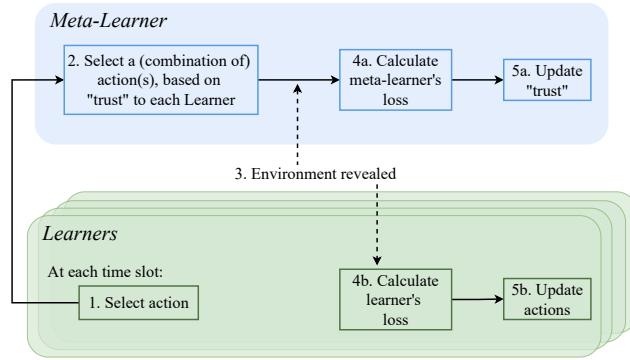 Meta-Learner
2. Select a (combination of)
action(s), based on
"trust" to each Learner
4a. Calculate
meta-learner's
loss
5a. Update
"trust"
3. Environment revealed
Learners
At each time slot:
1. Select action
4b. Calculate
learner's
loss
5b. Update
actions